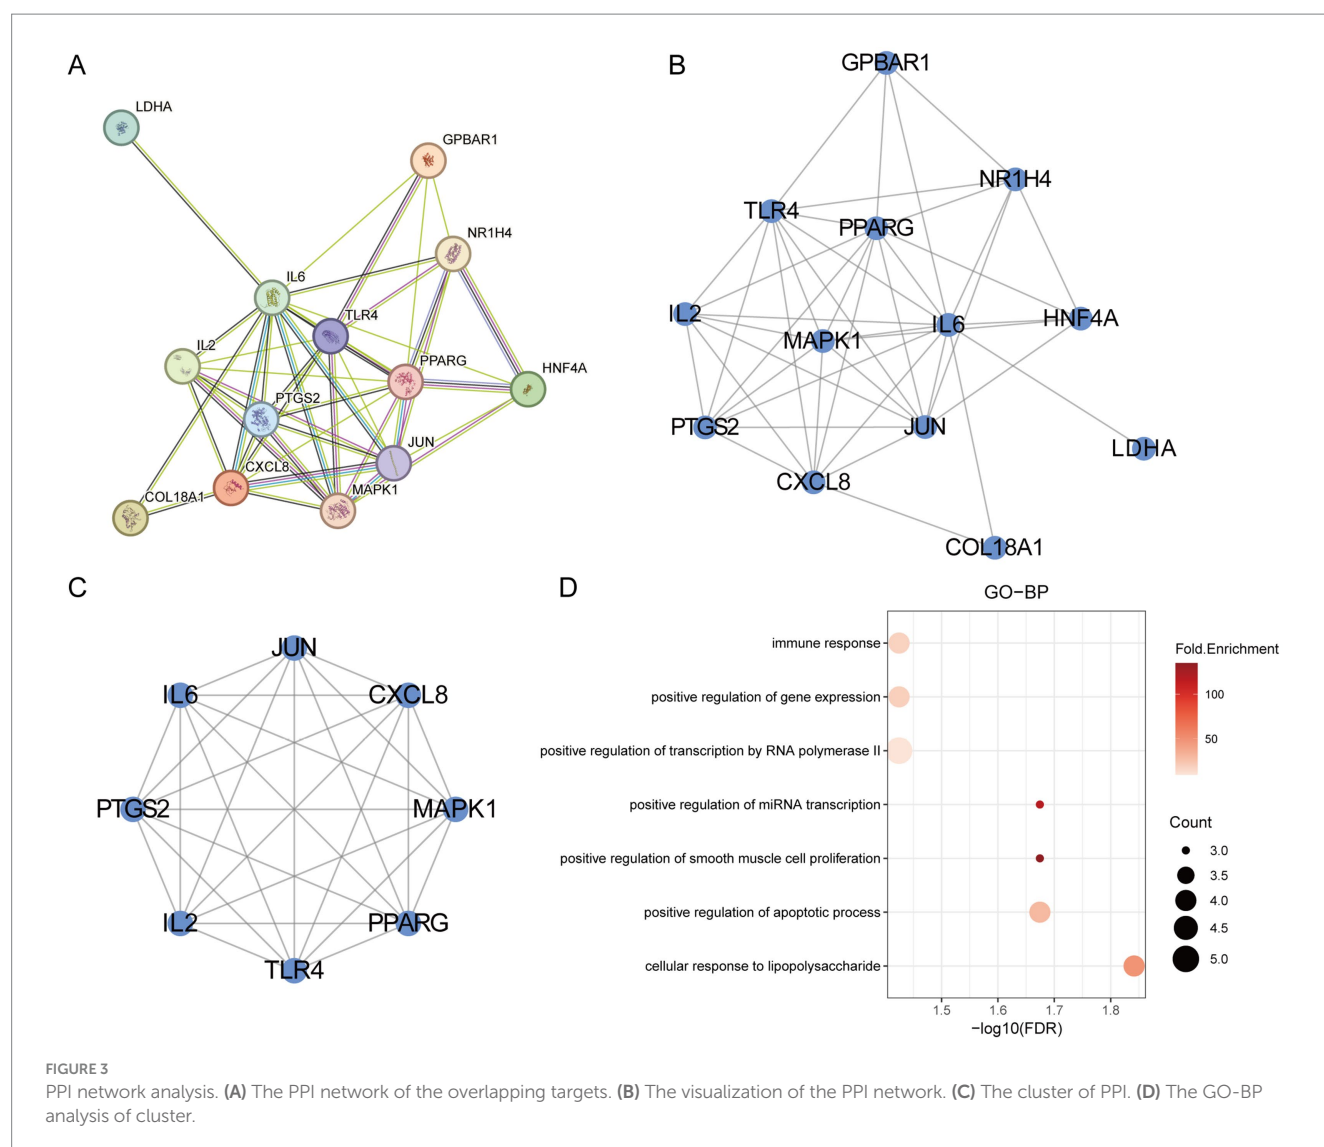 A
LDHA
GPBAR1
NR1H4
IL6
TLR4
IL2
PPARG
HNF4A
PTGS2
JUN
CXCL8
MAPK1
COL18A1
B
GPBAR1
NR1H4
TLR4
PPARG
IL2
MAPK1
IL6
HNF4A
PTGS2
JUN
LDHA
CXCL8
COL18A1
C
JUN
IL6
CXCL8
PTGS2
MAPK1
IL2
PPARG
TLR4
D
GO−BP
immune response
positive regulation of gene expression
positive regulation of transcription by RNA polymerase II
positive regulation of miRNA transcription
positive regulation of smooth muscle cell proliferation
positive regulation of apoptotic process
cellular response to lipopolysaccharide
1.5 1.6 1.7 1.8
−log10(FDR)
Fold.Enrichment
100
50
Count
3.0
3.5
4.0
4.5
5.0
FIGURE 3
PPI network analysis. (A) The PPI network of the overlapping targets. (B) The visualization of the PPI network. (C) The cluster of PPI. (D) The GO-BP
analysis of cluster.